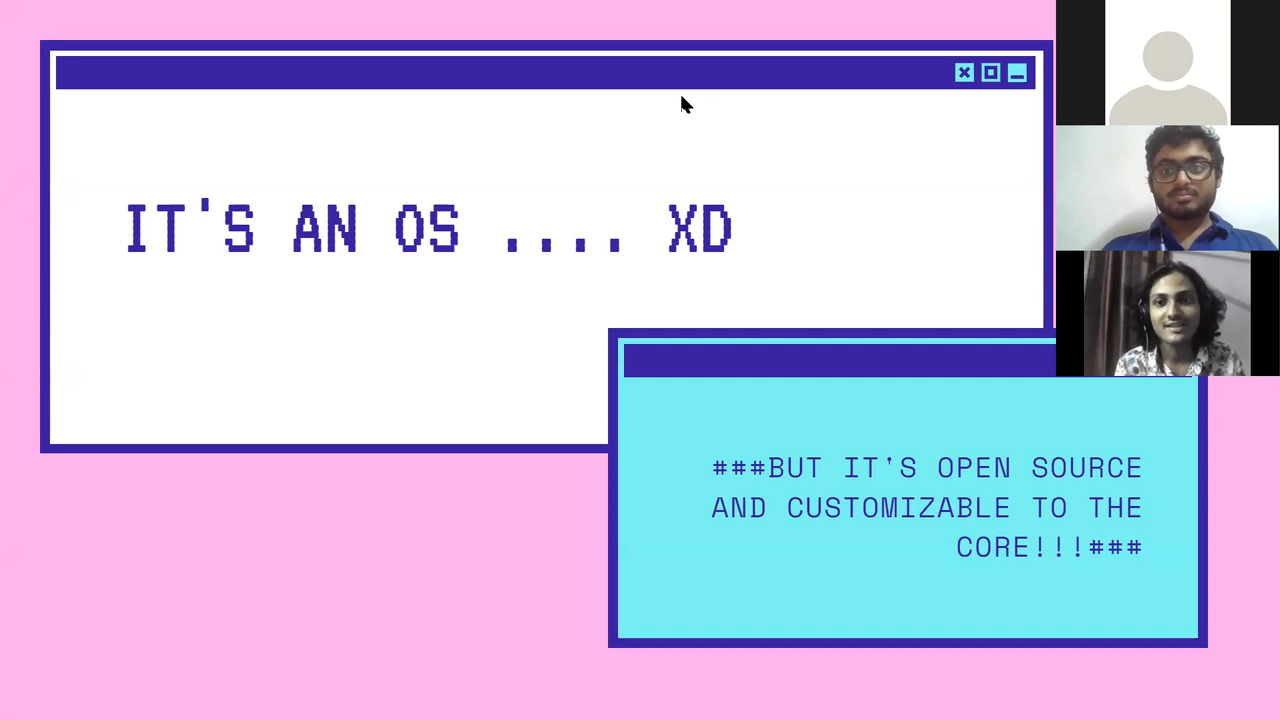 IT'S AN OS .... XD
###BUT IT'S OPEN SOURCE
AND CUSTOMIZABLE TO THE
CORE!!!###